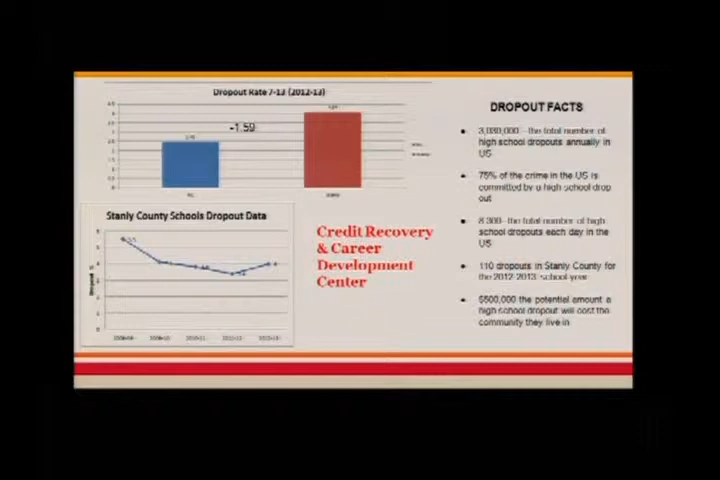 Dropout Rate 7-13 (2012-13)
-1.59
Stanly County Schools Dropout Data
Dropout %
Credit Recovery
& Career
Development
Center
DROPOUT FACTS
3,030,000—the total number of
high school dropouts annually in
US
75% of the crime in the US is
committed by a high school drop
out
8,300—the total number of high
school dropouts each day in the
US
110 dropouts in Stanly County for
the 2012-2013 school year
the potential amount a
high school dropout will cost the
community they live in